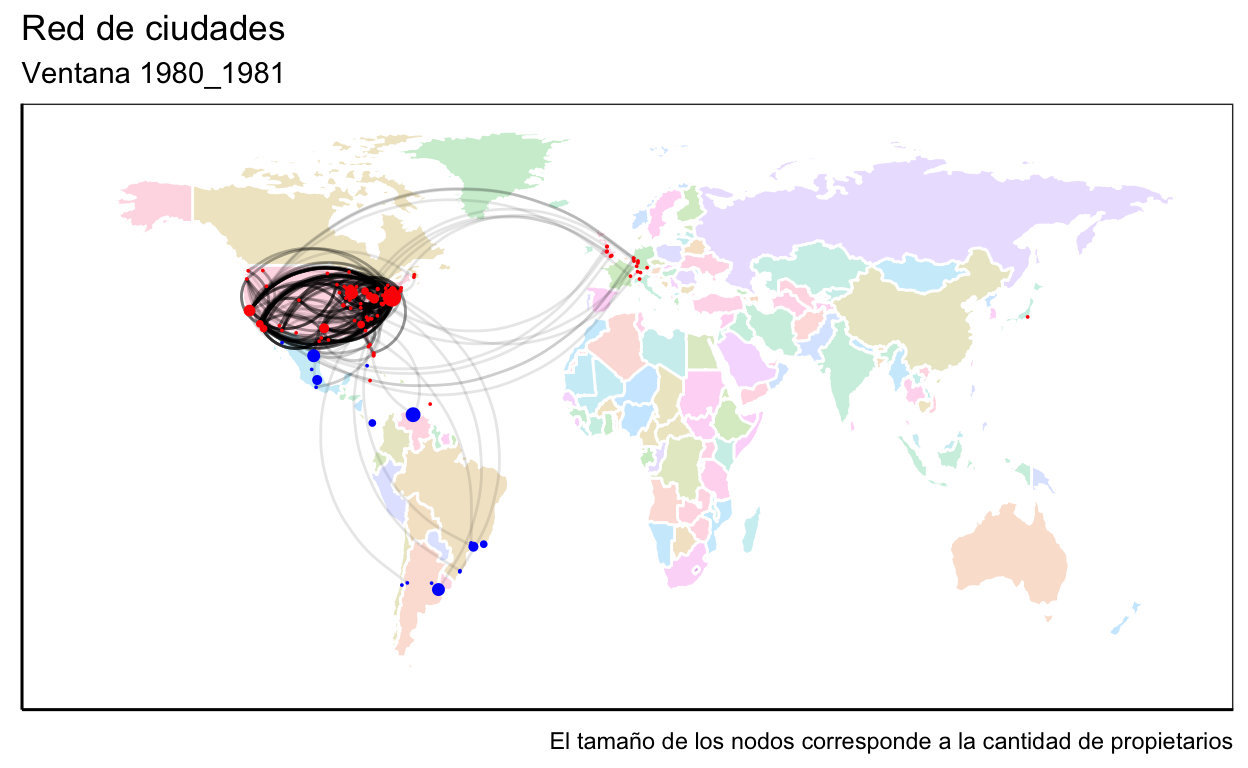 Red de ciudades
Ventana 1980_1981
El tamaño de los nodos corresponde a la cantidad de propietarios